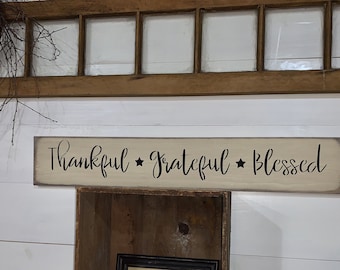 Thankful ★ Grateful ★ Blessed